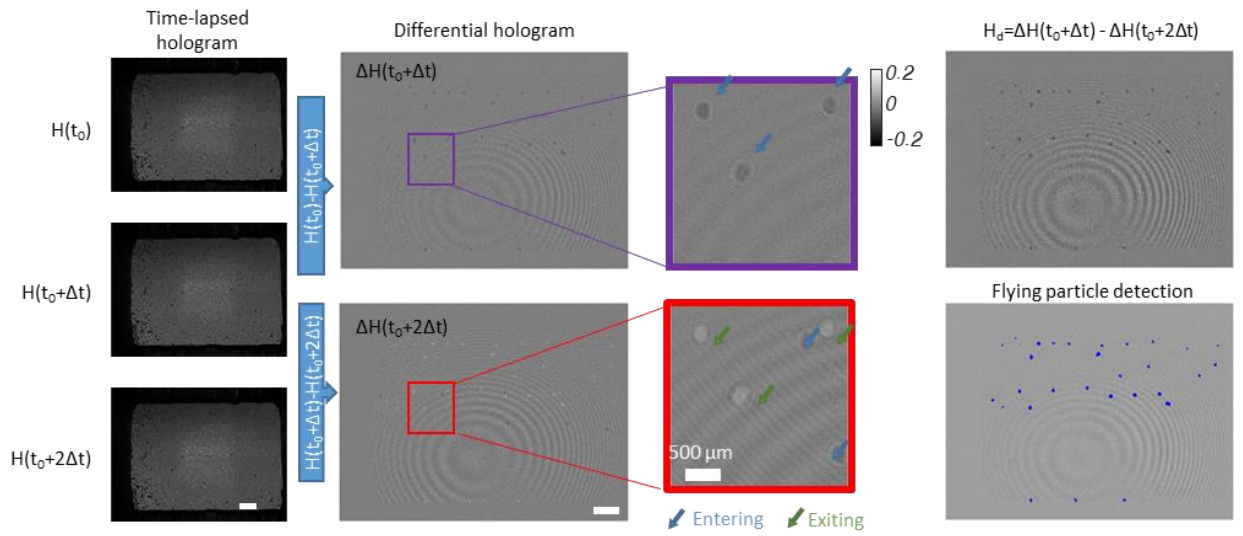 Time-lapsed
hologram
Differential hologram
H_d=ΔH(t₀+Δt) - ΔH(t₀+2Δt)
H(t₀)
H(t₀+Δt)
H(t₀+2Δt)
H(t₀)-H(t₀+Δt)
H(t₀+Δt)-H(t₀+2Δt)
ΔH(t₀+Δt)
0.2
0
-0.2
ΔH(t₀+2Δt)
500 μm
Entering
Exiting
Flying particle detection